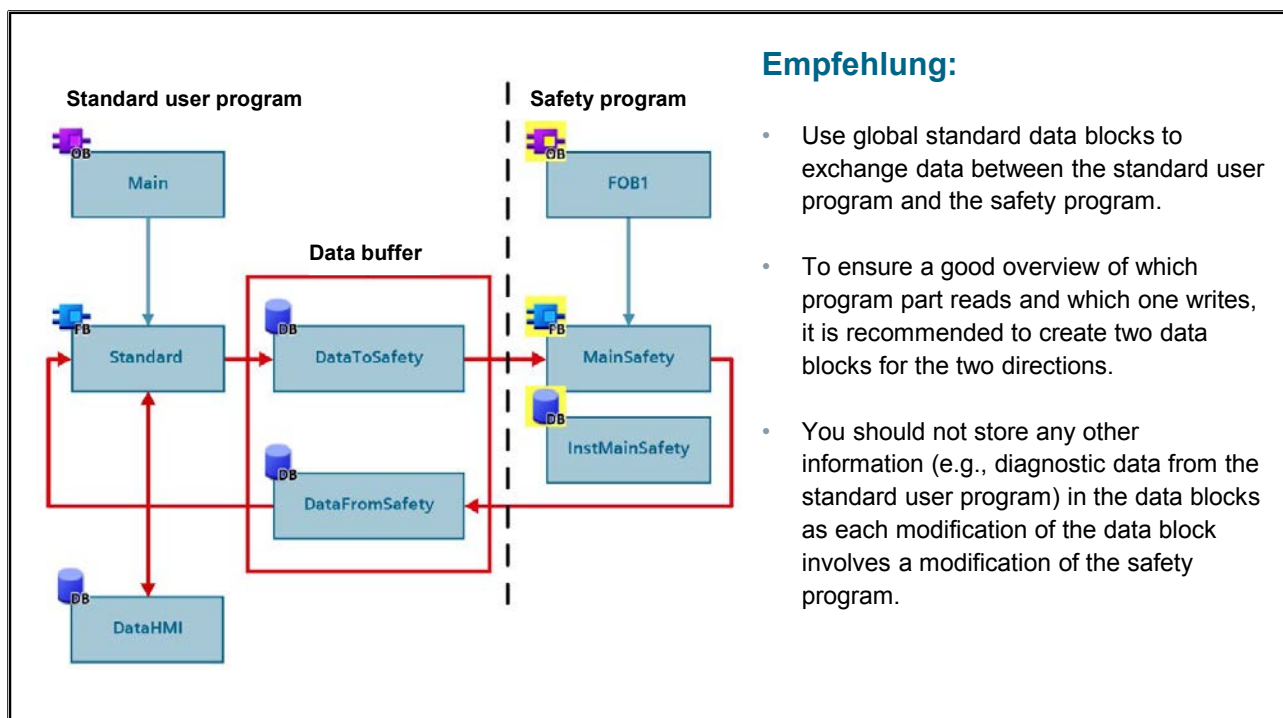 Standard user program
Safety program
OB
Main
OB
FOB1
Data buffer
FB
Standard
DB
DataToSafety
FB
MainSafety
DB
InstMainSafety
DB
DataFromSafety
DB
DataHMI
Empfehlung:
• Use global standard data blocks to
exchange data between the standard user
program and the safety program.
• To ensure a good overview of which
program part reads and which one writes,
it is recommended to create two data
blocks for the two directions.
• You should not store any other
information (e.g., diagnostic data from the
standard user program) in the data blocks
as each modification of the data block
involves a modification of the safety
program.